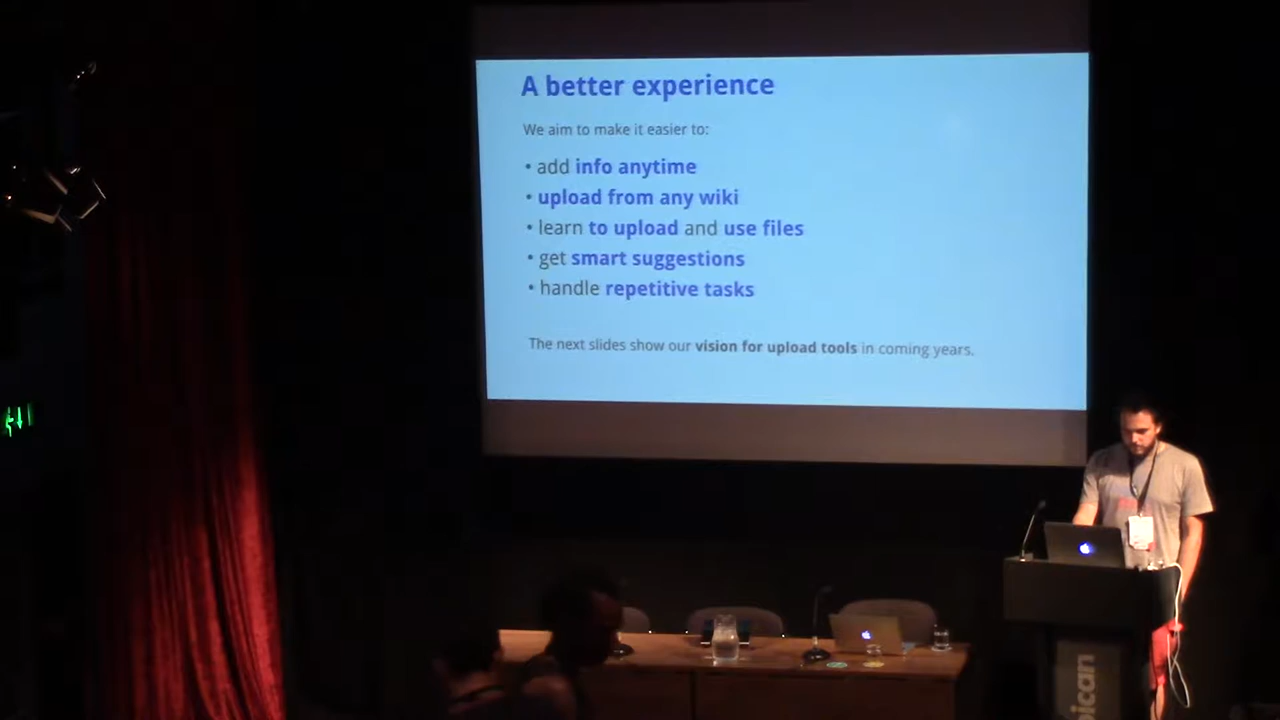 A better experience
We aim to make it easier to:
• add info anytime
• upload from any wiki
• learn to upload and use files
• get smart suggestions
• handle repetitive tasks
The next slides show our vision for upload tools in coming years.
bican